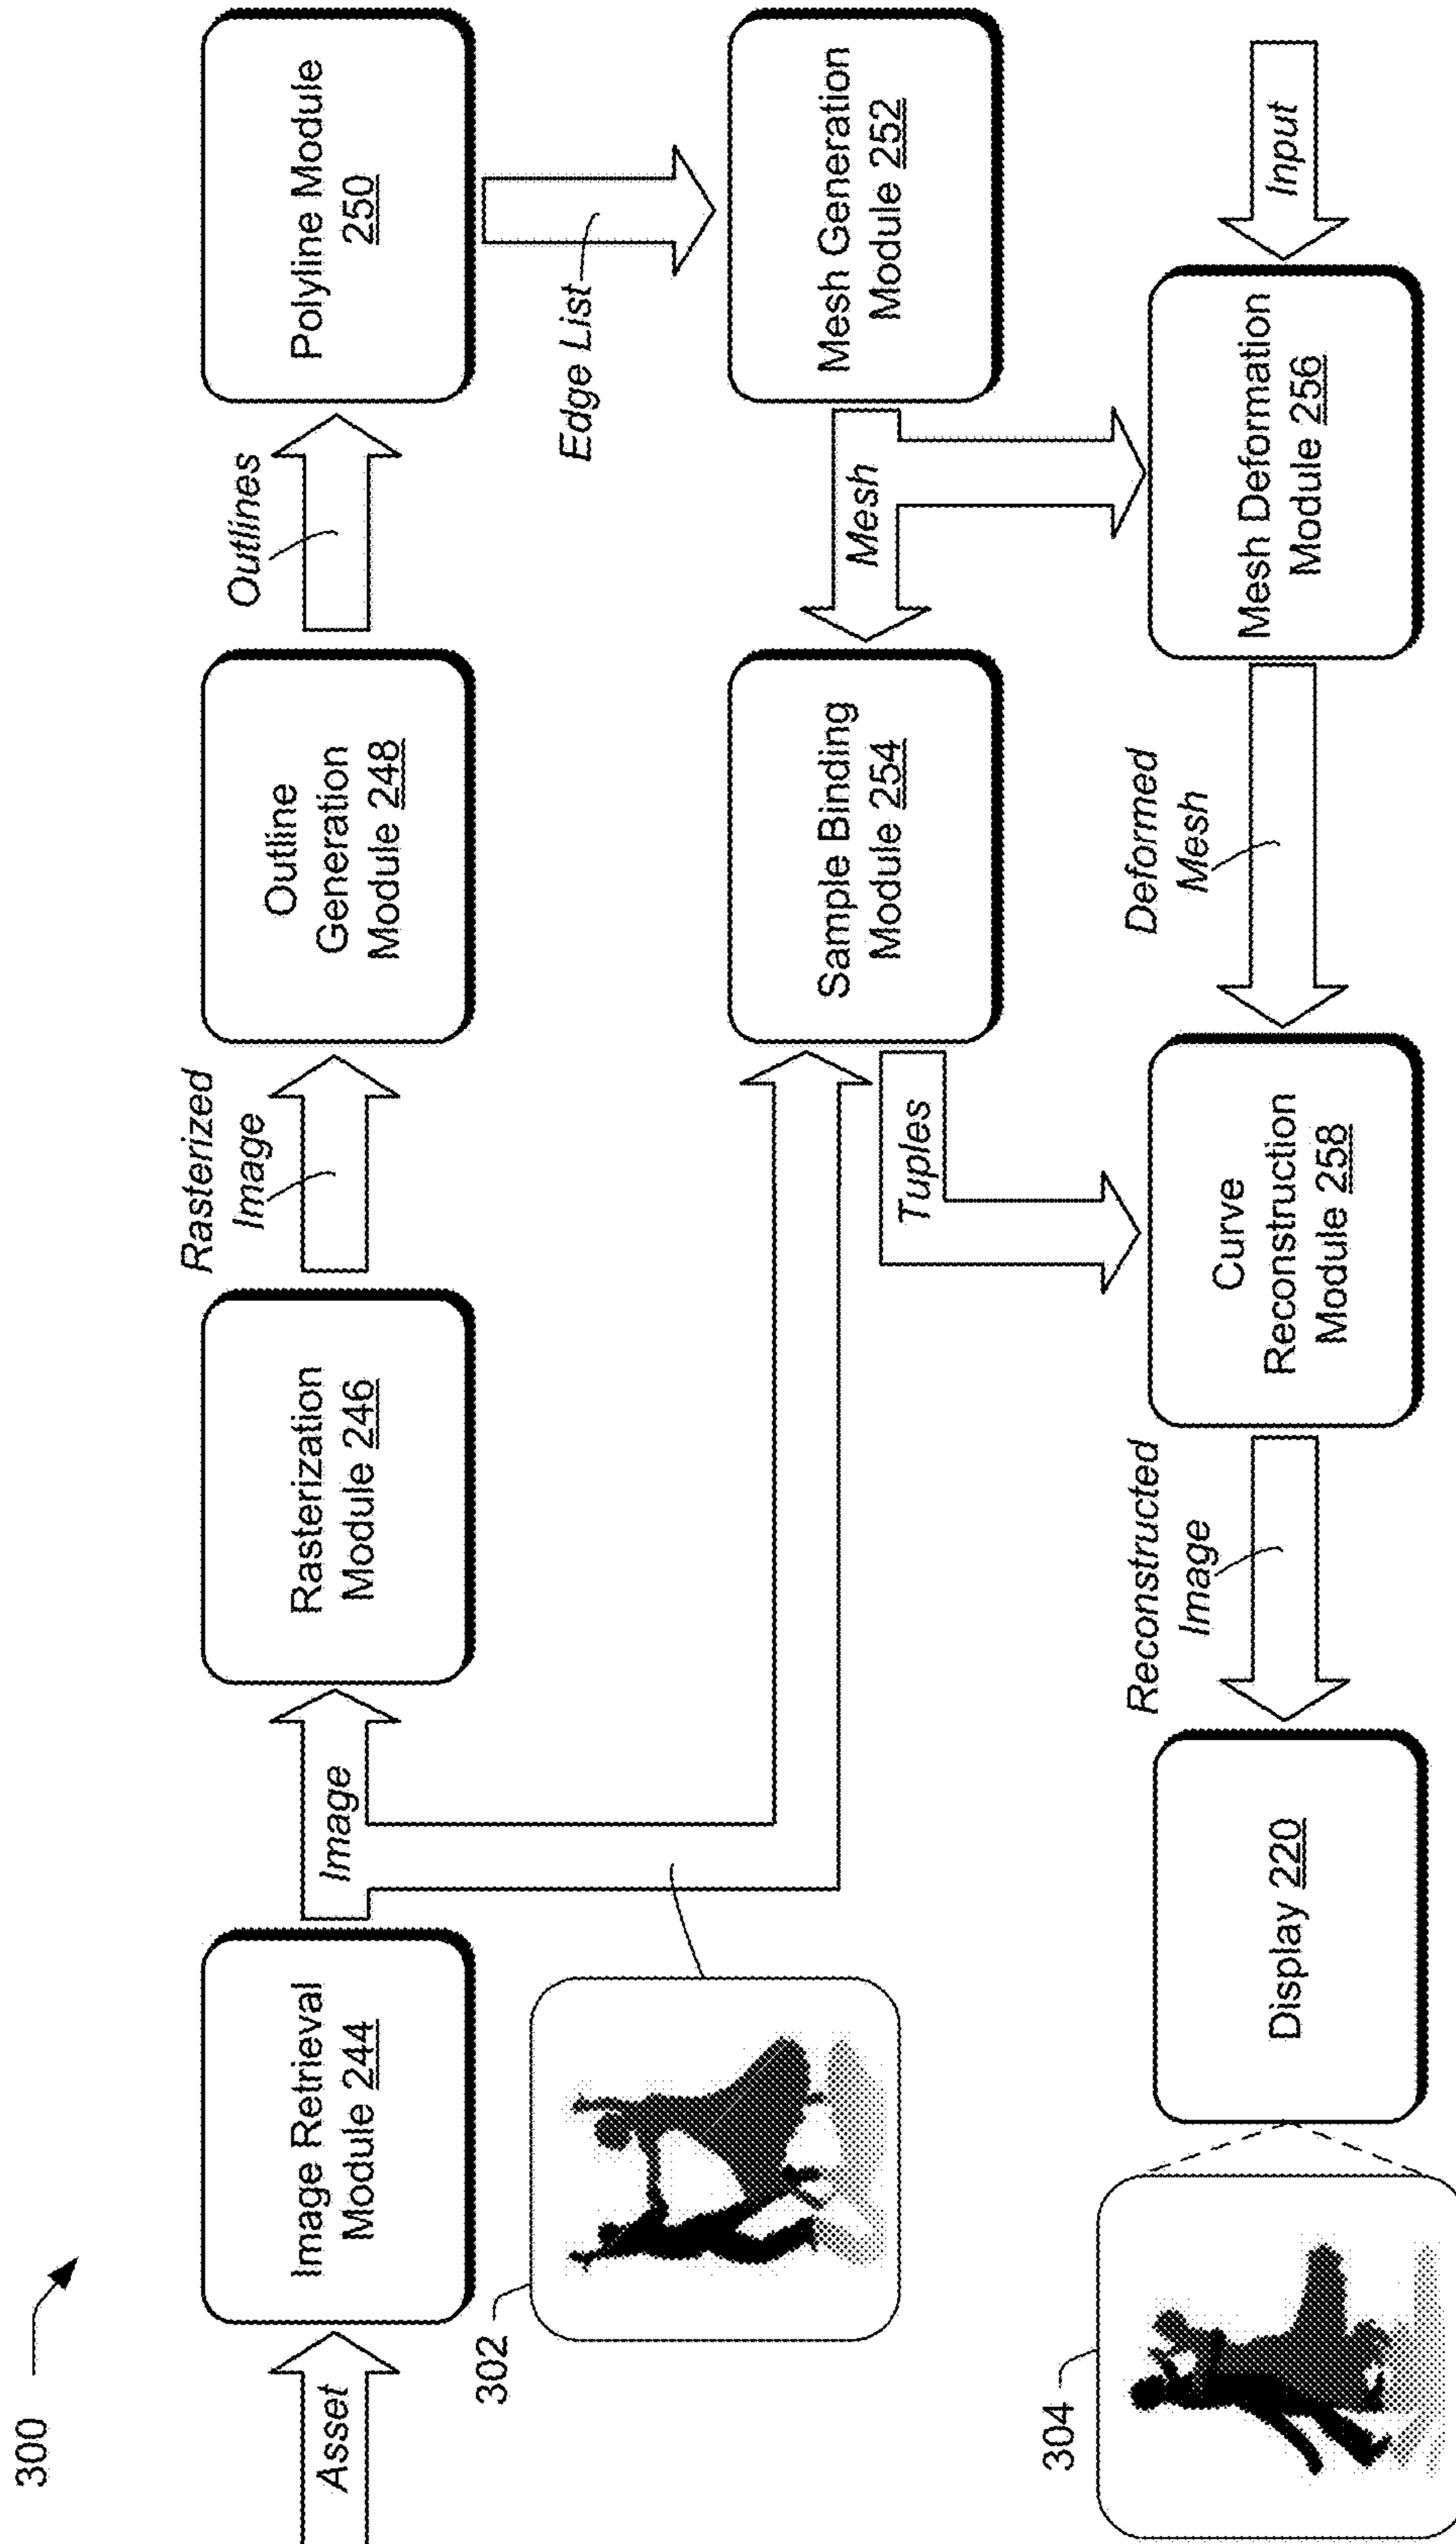 300
Asset
Image Retrieval
Module 244
Image
Rasterization
Module 246
Rasterized
Image
Outline
Generation
Module 248
Outlines
Polyline Module
250
302
Edge List
Sample Binding
Module 254
Mesh
Mesh Generation
Module 252
Tuples
304
Display 220
Reconstructed
Image
Curve
Reconstruction
Module 258
Deformed
Mesh
Mesh Deformation
Module 256
Input